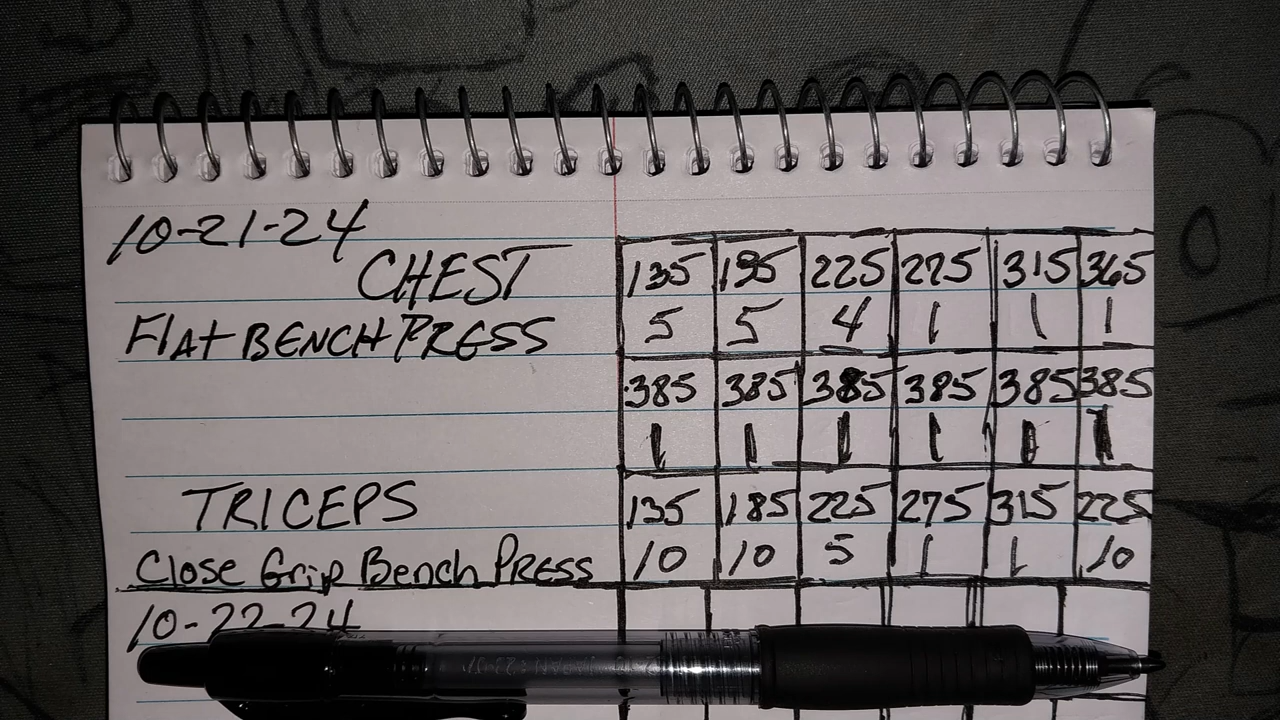 10-21-24
CHEST 135 195 225 275 315 365
FlAt BENCH PRESS 5 5 4 1 1 1
385 385 385 385 385 385
1 1 1 1 1 1
TRICEPS 135 185 225 275 315 225
Close Grip Bench PRESS 10 10 5 1 1 10
10-22-24